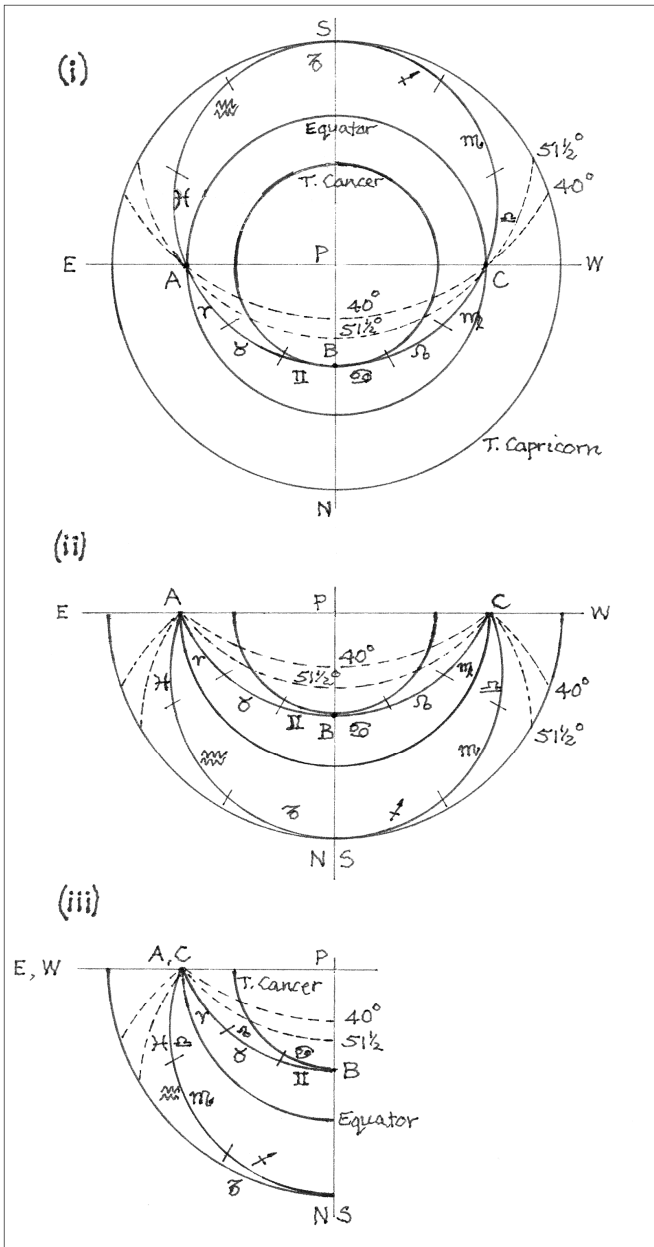 (i)
S
♑
♒
♐
Equator
♏
51½°
T. Cancer
40°
♓
♎
E
P
W
A
C
40°
51½°
♈
♍
B
♉
♌
♊
♋
T. Capricorn
N
(ii)
A
P
C
E
W
40°
♈
51½°
♍
♓
♎
♉
♌
40°
♊
B
♋
51½°
♒
♏
♑
♐
N S
(iii)
A, C
P
E, W
T. Cancer
♈
40°
♌
51½
♓ ♎
♉
♋
B
♊
♒
♏
Equator
♐
♑
N S